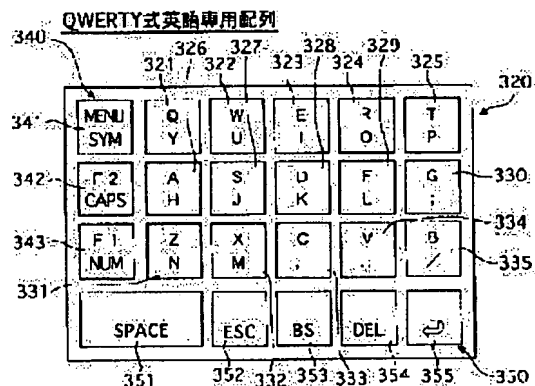 QWERTY式英語専用配列
340 326 327 328 329
321 322 323 324 325
320
MENU Q W E R T
341 SYM Y U I O P
342 F2 A S D F G 330
CAPS H J K L ;
334
343 F1 Z X C V B
NUM N M , . / 335
331
SPACE ESC BS DEL
351 352 332 353 333 354 355 350